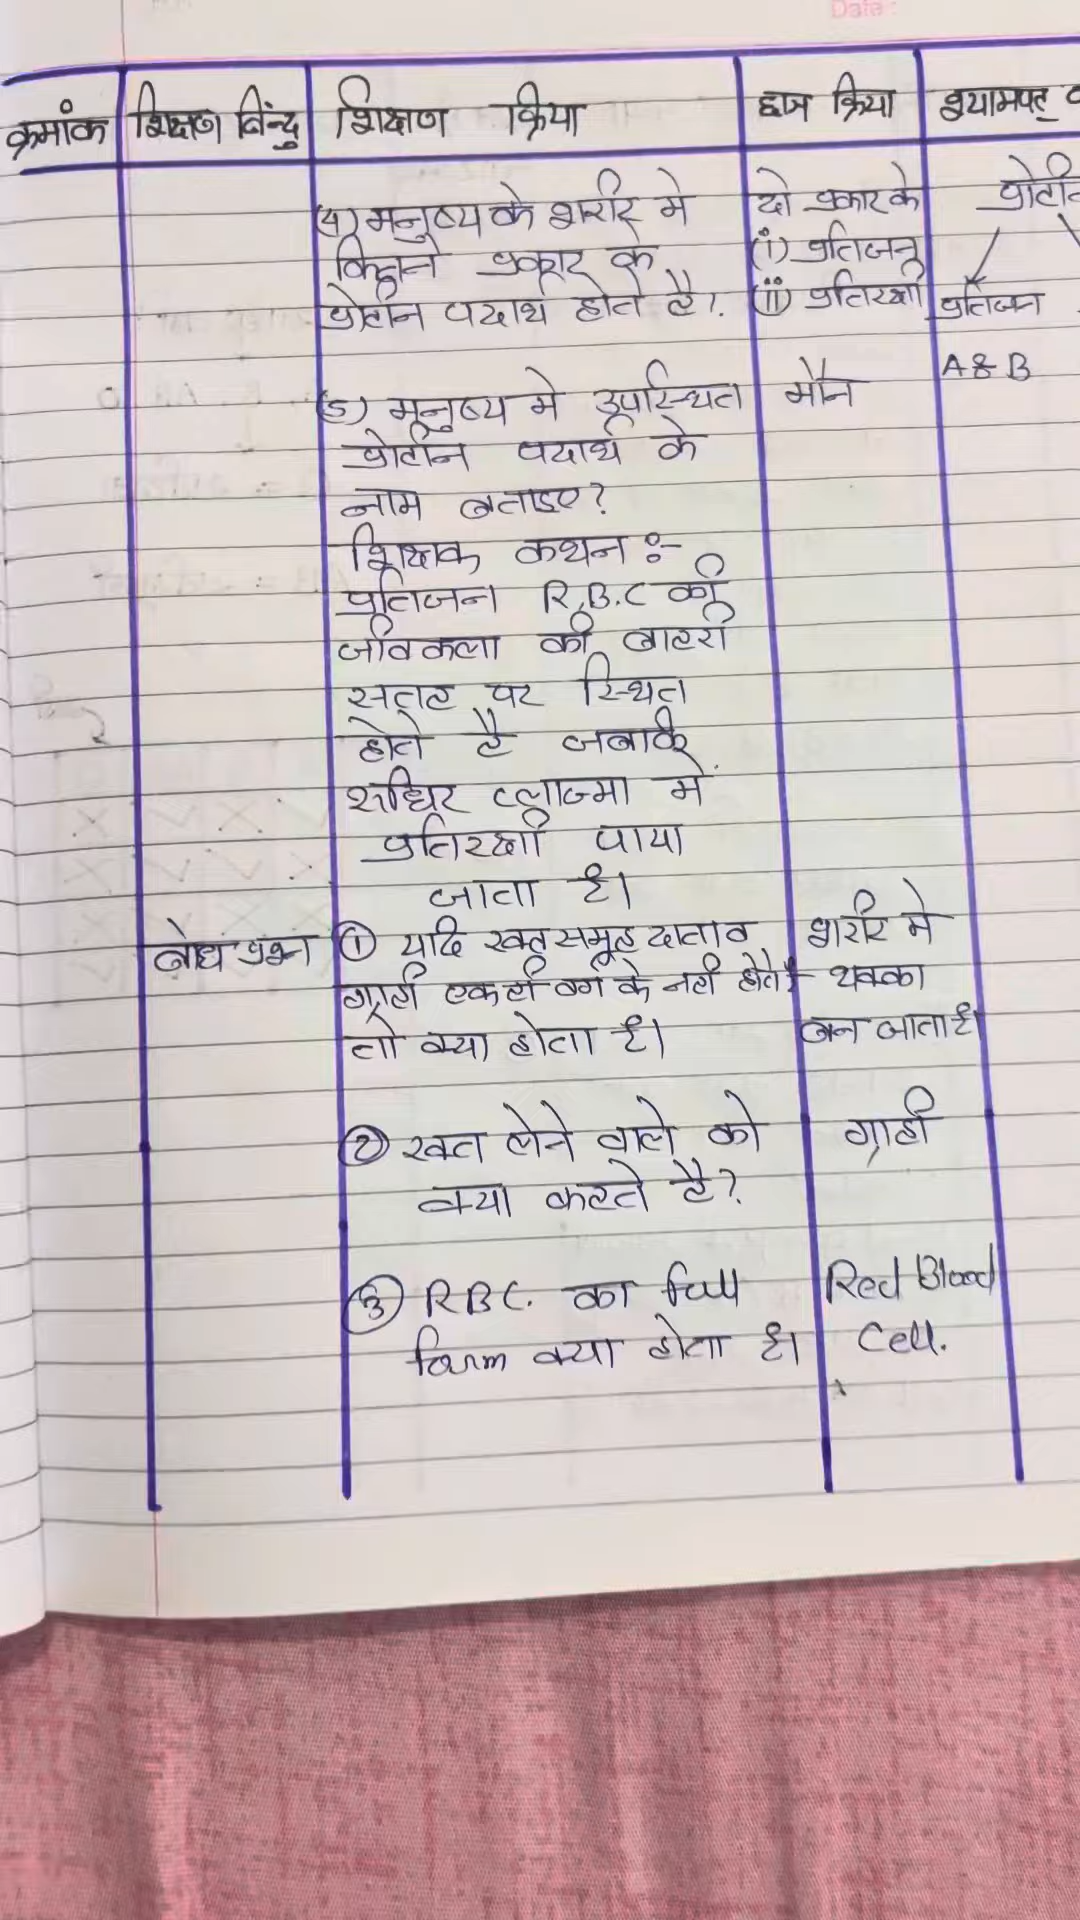 Date :
क्रमांक शिक्षण बिन्दु शिक्षण क्रिया छात्र क्रिया श्यामपट्ट
(4) मनुष्य के शरीर मे
कितने प्रकार के
प्रोटीन पदार्थ होते है?
दो प्रकार के
(i) प्रतिजन
(ii) प्रतिरक्षी
प्रतिजन
A & B
(5) मनुष्य मे उपस्थित
प्रोटीन पदार्थ के
नाम बताइए?
मौन
शिक्षक कथन :-
प्रतिजन R.B.C की
जीवकला की बाहरी
सतह पर स्थित
होते है जबकि
रुधिर प्लाज्मा में
प्रतिरक्षी पाया
जाता है।
बोध प्रश्न
① यदि रक्त समूह दाता व
ग्राही एक ही वर्ग के नही होते है
तो क्या होता है।
शरीर मे
थक्का
बन जाता है
② रक्त लेने वाले को
क्या कहते है?
ग्राही
③ R.B.C. का full
form क्या होता है।
Red Blood
Cell.